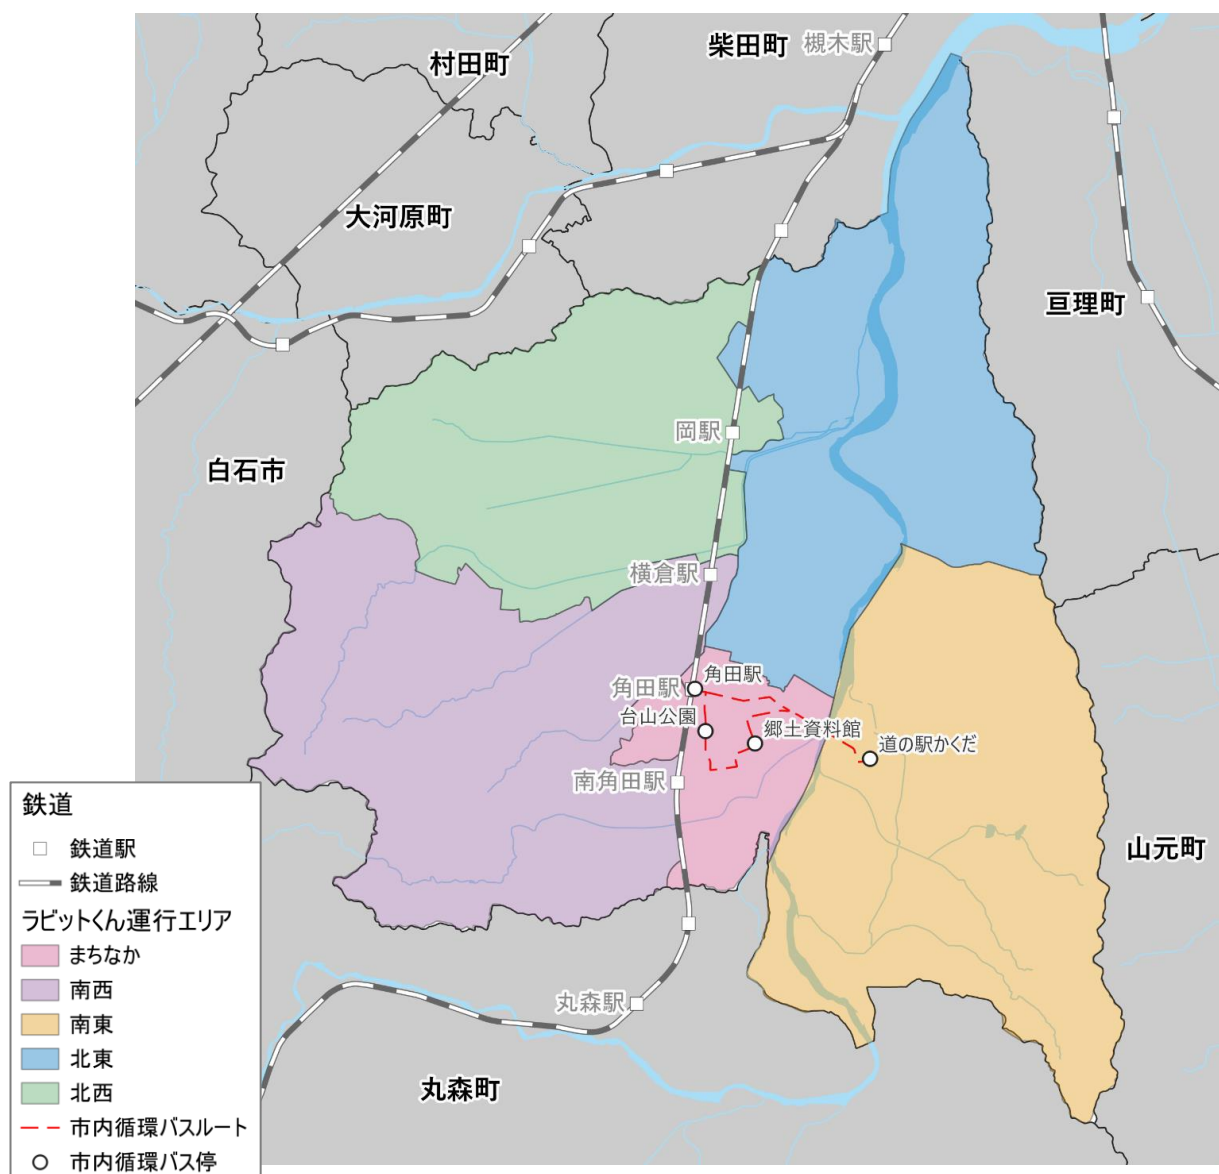 柴田町
槻木駅
村田町
大河原町
亘理町
岡駅
白石市
横倉駅
角田駅
角田駅
台山公園
郷土資料館
道の駅かくだ
南角田駅
山元町
丸森駅
丸森町
鉄道
鉄道駅
鉄道路線
ラビットくん運行エリア
まちなか
南西
南東
北東
北西
市内循環バスルート
市内循環バス停